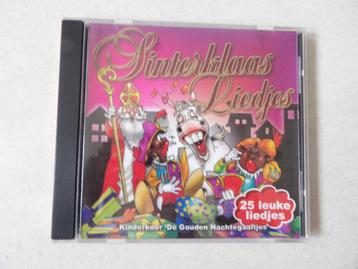 Sinterklaas
Liedjes
25 leuke
liedjes
Kinderkoor 'De Gouden Nachtegaaltjes'